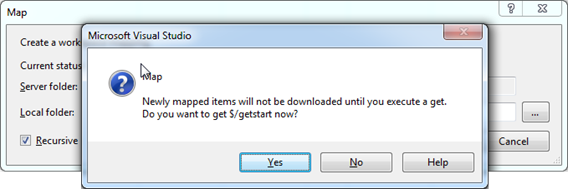 Map
Create a work
Microsoft Visual Studio
Current status
Server folder:
Local folder:
...
Recursive
Cancel
Map
Newly mapped items will not be downloaded until you execute a get.
Do you want to get $/getstart now?
Yes
No
Help